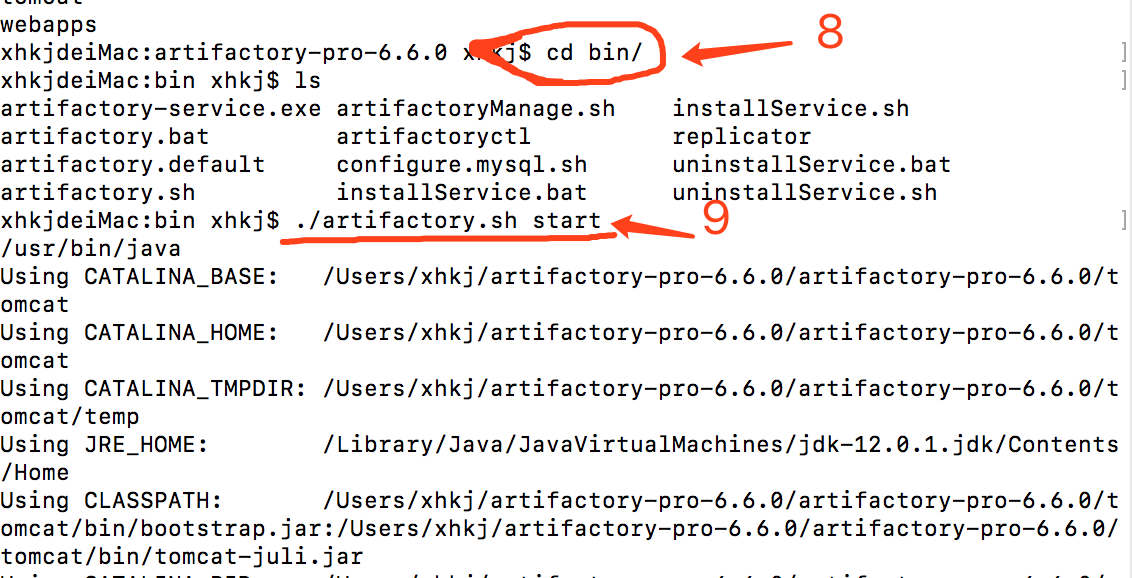 tomcat
webapps
xhkjdeiMac:artifactory-pro-6.6.0 xhkj$ cd bin/ 8 ]
xhkjdeiMac:bin xhkj$ ls ]
artifactory-service.exe artifactoryManage.sh installService.sh
artifactory.bat artifactoryctl replicator
artifactory.default configure.mysql.sh uninstallService.bat
artifactory.sh installService.bat uninstallService.sh
xhkjdeiMac:bin xhkj$ ./artifactory.sh start 9 ]
/usr/bin/java
Using CATALINA_BASE: /Users/xhkj/artifactory-pro-6.6.0/artifactory-pro-6.6.0/t
omcat
Using CATALINA_HOME: /Users/xhkj/artifactory-pro-6.6.0/artifactory-pro-6.6.0/t
omcat
Using CATALINA_TMPDIR: /Users/xhkj/artifactory-pro-6.6.0/artifactory-pro-6.6.0/t
omcat/temp
Using JRE_HOME: /Library/Java/JavaVirtualMachines/jdk-12.0.1.jdk/Contents
/Home
Using CLASSPATH: /Users/xhkj/artifactory-pro-6.6.0/artifactory-pro-6.6.0/t
omcat/bin/bootstrap.jar:/Users/xhkj/artifactory-pro-6.6.0/artifactory-pro-6.6.0/
tomcat/bin/tomcat-juli.jar